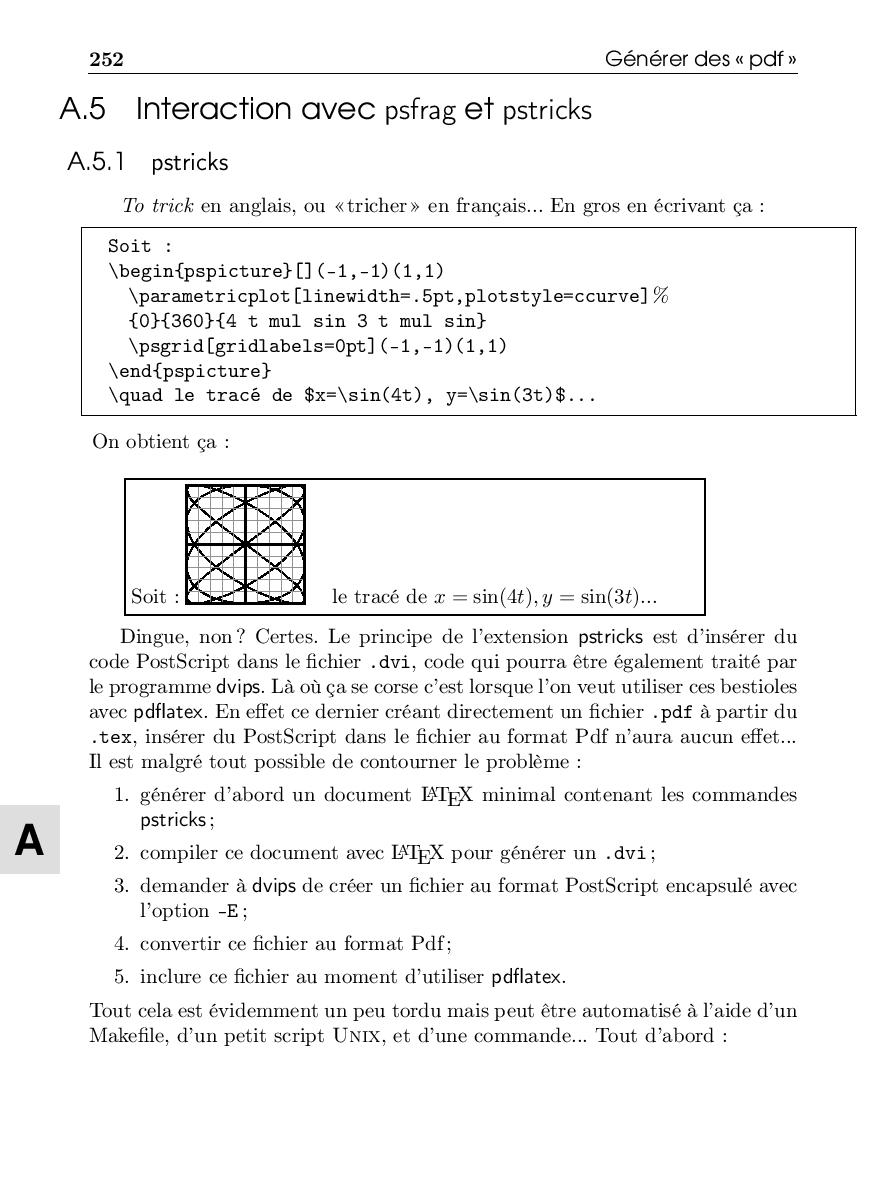 252
Générer des « pdf »
A.5 Interaction avec psfrag et pstricks
A.5.1 pstricks
To trick en anglais, ou «tricher» en français... En gros en écrivant ça :
Soit :
\begin{pspicture}[](-1,-1)(1,1)
\parametricplot[linewidth=.5pt,plotstyle=ccurve]%
{0}{360}{4 t mul sin 3 t mul sin}
\psgrid[gridlabels=0pt](-1,-1)(1,1)
\end{pspicture}
\quad le tracé de $x=\sin(4t), y=\sin(3t)$...
On obtient ça :
Soit : le tracé de x = sin(4t), y = sin(3t)...
Dingue, non ? Certes. Le principe de l'extension pstricks est d'insérer du
code PostScript dans le fichier .dvi, code qui pourra être également traité par
le programme dvips. Là où ça se corse c'est lorsque l'on veut utiliser ces bestioles
avec pdflatex. En effet ce dernier créant directement un fichier .pdf à partir du
.tex, insérer du PostScript dans le fichier au format Pdf n'aura aucun effet...
Il est malgré tout possible de contourner le problème :
1. générer d'abord un document LATEX minimal contenant les commandes
pstricks ;
2. compiler ce document avec LATEX pour générer un .dvi ;
3. demander à dvips de créer un fichier au format PostScript encapsulé avec
l'option -E ;
4. convertir ce fichier au format Pdf ;
5. inclure ce fichier au moment d'utiliser pdflatex.
A
Tout cela est évidemment un peu tordu mais peut être automatisé à l'aide d'un
Makefile, d'un petit script UNIX, et d'une commande... Tout d'abord :